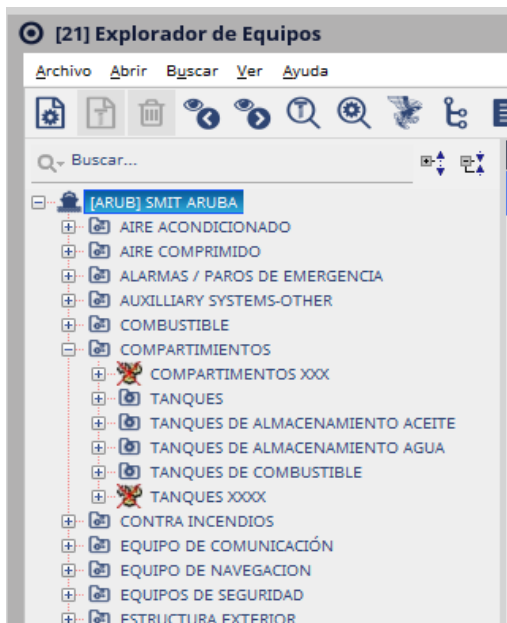 [21] Explorador de Equipos
Archivo Abrir Buscar Ver Ayuda
Buscar...
[ARUB] SMIT ARUBA
AIRE ACONDICIONADO
AIRE COMPRIMIDO
ALARMAS / PAROS DE EMERGENCIA
AUXILLIARY SYSTEMS-OTHER
COMBUSTIBLE
COMPARTIMIENTOS
COMPARTIMENTOS XXX
TANQUES
TANQUES DE ALMACENAMIENTO ACEITE
TANQUES DE ALMACENAMIENTO AGUA
TANQUES DE COMBUSTIBLE
TANQUES XXXX
CONTRA INCENDIOS
EQUIPO DE COMUNICACIÓN
EQUIPO DE NAVEGACION
EQUIPOS DE SEGURIDAD
ESTRUCTURA EXTERIOR